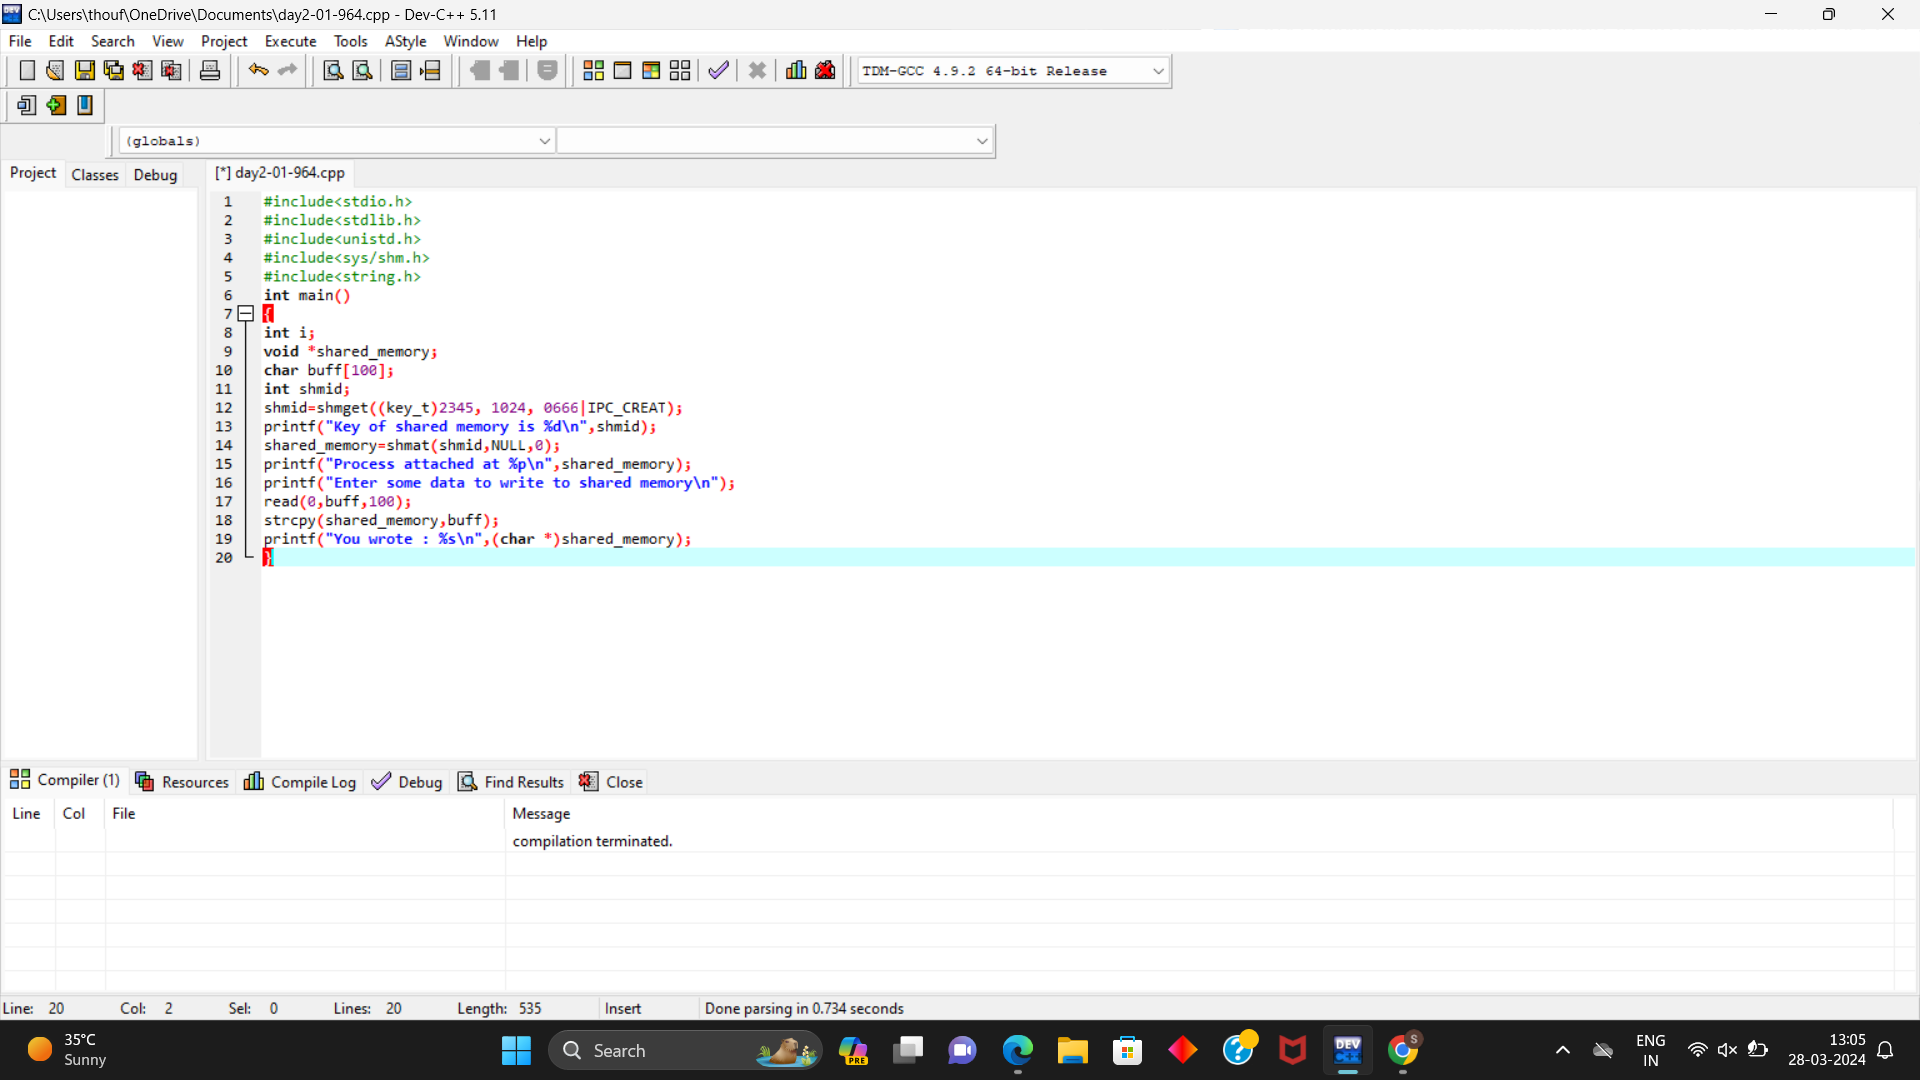 C:\Users\thouf\OneDrive\Documents\day2-01-964.cpp - Dev-C++ 5.11
File Edit Search View Project Execute Tools AStyle Window Help
TDM-GCC 4.9.2 64-bit Release
(globals)
Project Classes Debug
[*] day2-01-964.cpp
1 #include<stdio.h>
2 #include<stdlib.h>
3 #include<unistd.h>
4 #include<sys/shm.h>
5 #include<string.h>
6 int main()
7 {
8 int i;
9 void *shared_memory;
10 char buff[100];
11 int shmid;
12 shmid=shmget((key_t)2345, 1024, 0666|IPC_CREAT);
13 printf("Key of shared memory is %d\n",shmid);
14 shared_memory=shmat(shmid,NULL,0);
15 printf("Process attached at %p\n",shared_memory);
16 printf("Enter some data to write to shared memory\n");
17 read(0,buff,100);
18 strcpy(shared_memory,buff);
19 printf("You wrote : %s\n",(char *)shared_memory);
20 }
Compiler (1) Resources Compile Log Debug Find Results Close
Line Col File Message
compilation terminated.
Line: 20 Col: 2 Sel: 0 Lines: 20 Length: 535 Insert Done parsing in 0.734 seconds
35°C
Sunny
Search
PRE
DEV
C++
S
ENG
IN
13:05
28-03-2024